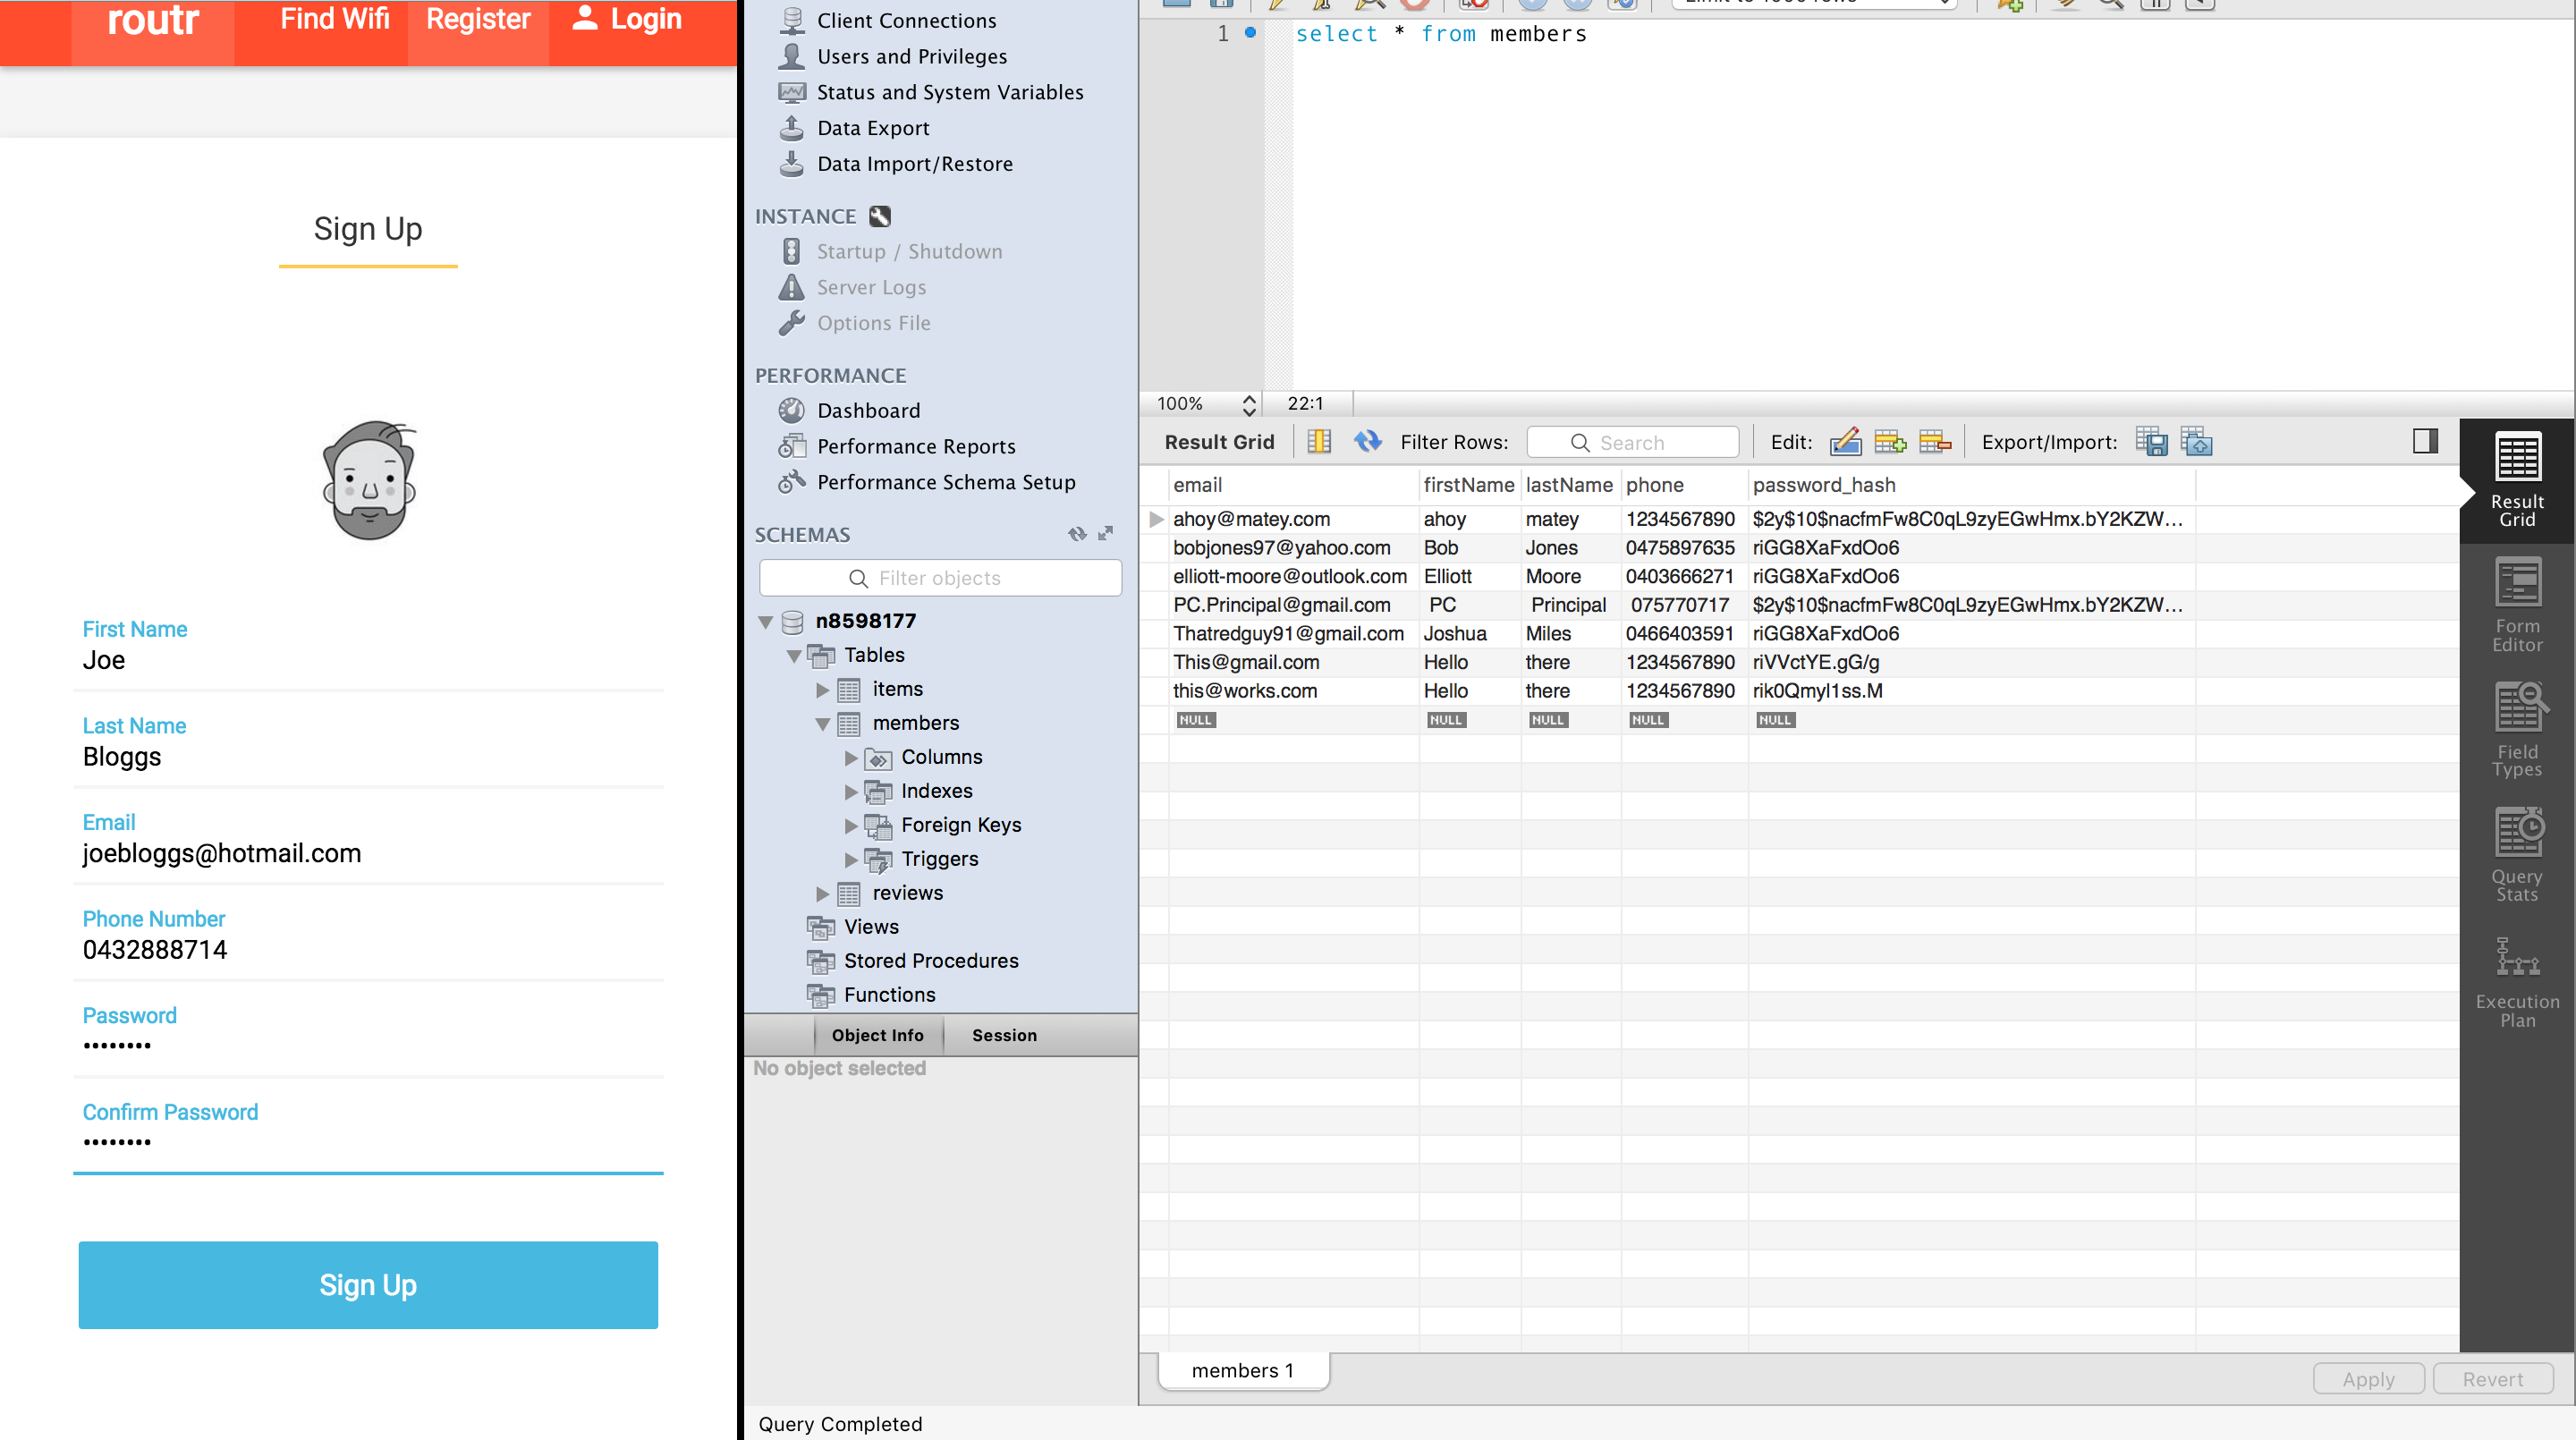 routr
Find Wifi
Register
Login
Sign Up
First Name
Joe
Last Name
Bloggs
Email
joebloggs@hotmail.com
Phone Number
0432888714
Password
••••••••
Confirm Password
••••••••
Sign Up
Client Connections
Users and Privileges
Status and System Variables
Data Export
Data Import/Restore
INSTANCE
Startup / Shutdown
Server Logs
Options File
PERFORMANCE
Dashboard
Performance Reports
Performance Schema Setup
SCHEMAS
Filter objects
n8598177
Tables
items
members
Columns
Indexes
Foreign Keys
Triggers
reviews
Views
Stored Procedures
Functions
Object Info Session
No object selected
Query Completed
1 select * from members
100% 22:1
Result Grid Filter Rows: Search Edit: Export/Import:
email firstName lastName phone password_hash
ahoy@matey.com ahoy matey 1234567890 $2y$10$nacfmFw8C0qL9zyEGwHmx.bY2KZW...
bobjones97@yahoo.com Bob Jones 0475897635 riGG8XaFxdOo6
elliott-moore@outlook.com Elliott Moore 0403666271 riGG8XaFxdOo6
PC.Principal@gmail.com PC Principal 075770717 $2y$10$nacfmFw8C0qL9zyEGwHmx.bY2KZW...
Thatredguy91@gmail.com Joshua Miles 0466403591 riGG8XaFxdOo6
This@gmail.com Hello there 1234567890 riVVctYE.gG/g
this@works.com Hello there 1234567890 rik0Qmyl1ss.M
NULL NULL NULL NULL NULL
Result
Grid
Form
Editor
Field
Types
Query
Stats
Execution
Plan
members 1
Apply Revert